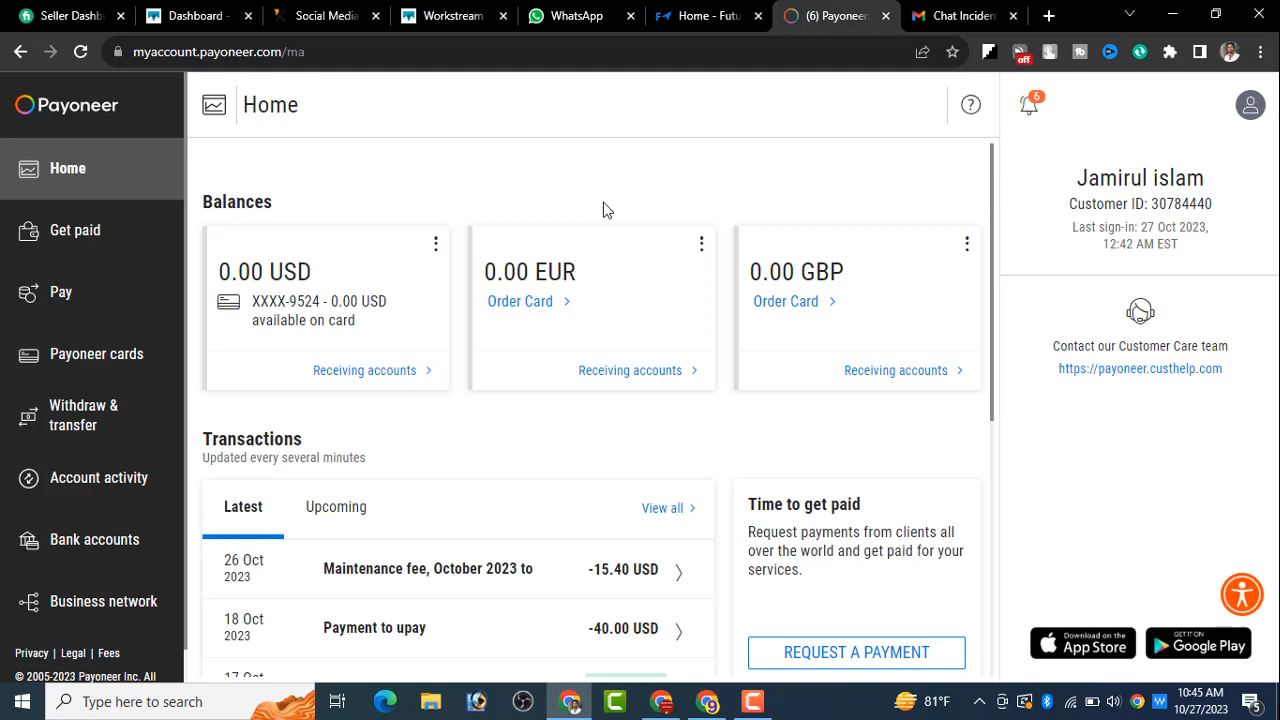 Seller Dashb
Dashboard -
Social Media
Workstream
WhatsApp
Home - Futu
(6) Payoneer
Chat Inciden
myaccount.payoneer.com/ma
off
Payoneer
Home
Get paid
Pay
Payoneer cards
Withdraw &
transfer
Account activity
Bank accounts
Business network
Privacy | Legal | Fees
© 2005-2023 Payoneer Inc. All
Home
?
Balances
0.00 USD
XXXX-9524 - 0.00 USD
available on card
Receiving accounts
0.00 EUR
Order Card
Receiving accounts
0.00 GBP
Order Card
Receiving accounts
Transactions
Updated every several minutes
Latest
Upcoming
View all
26 Oct
2023
Maintenance fee, October 2023 to
-15.40 USD
18 Oct
2023
Payment to upay
-40.00 USD
Time to get paid
Request payments from clients all
over the world and get paid for your
services.
REQUEST A PAYMENT
6
Jamirul islam
Customer ID: 30784440
Last sign-in: 27 Oct 2023,
12:42 AM EST
Contact our Customer Care team
https://payoneer.custhelp.com
Download on the
App Store
GET IT ON
Google Play
Type here to search
81°F
10:45 AM
10/27/2023
5